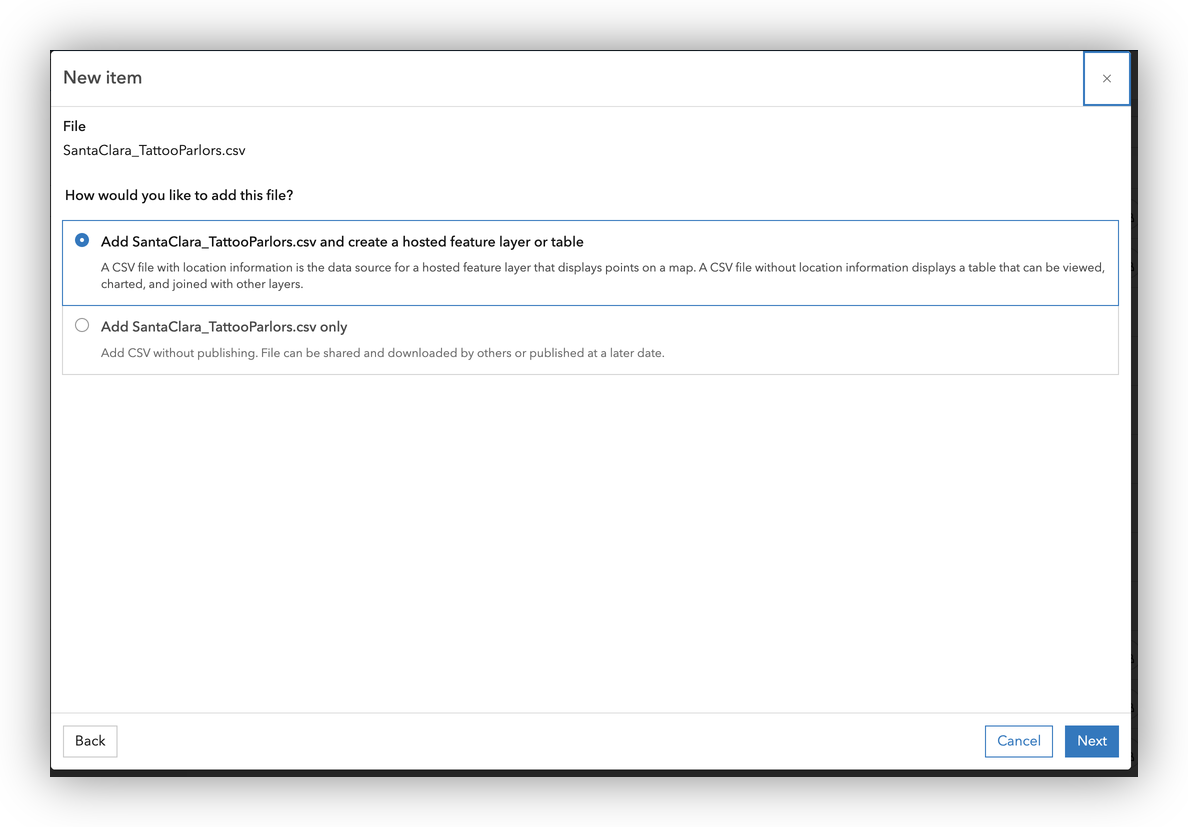 New item
×
File
SantaClara_TattooParlors.csv
How would you like to add this file?
Add SantaClara_TattooParlors.csv and create a hosted feature layer or table
A CSV file with location information is the data source for a hosted feature layer that displays points on a map. A CSV file without location information displays a table that can be viewed,
charted, and joined with other layers.
Add SantaClara_TattooParlors.csv only
Add CSV without publishing. File can be shared and downloaded by others or published at a later date.
Back
Cancel
Next